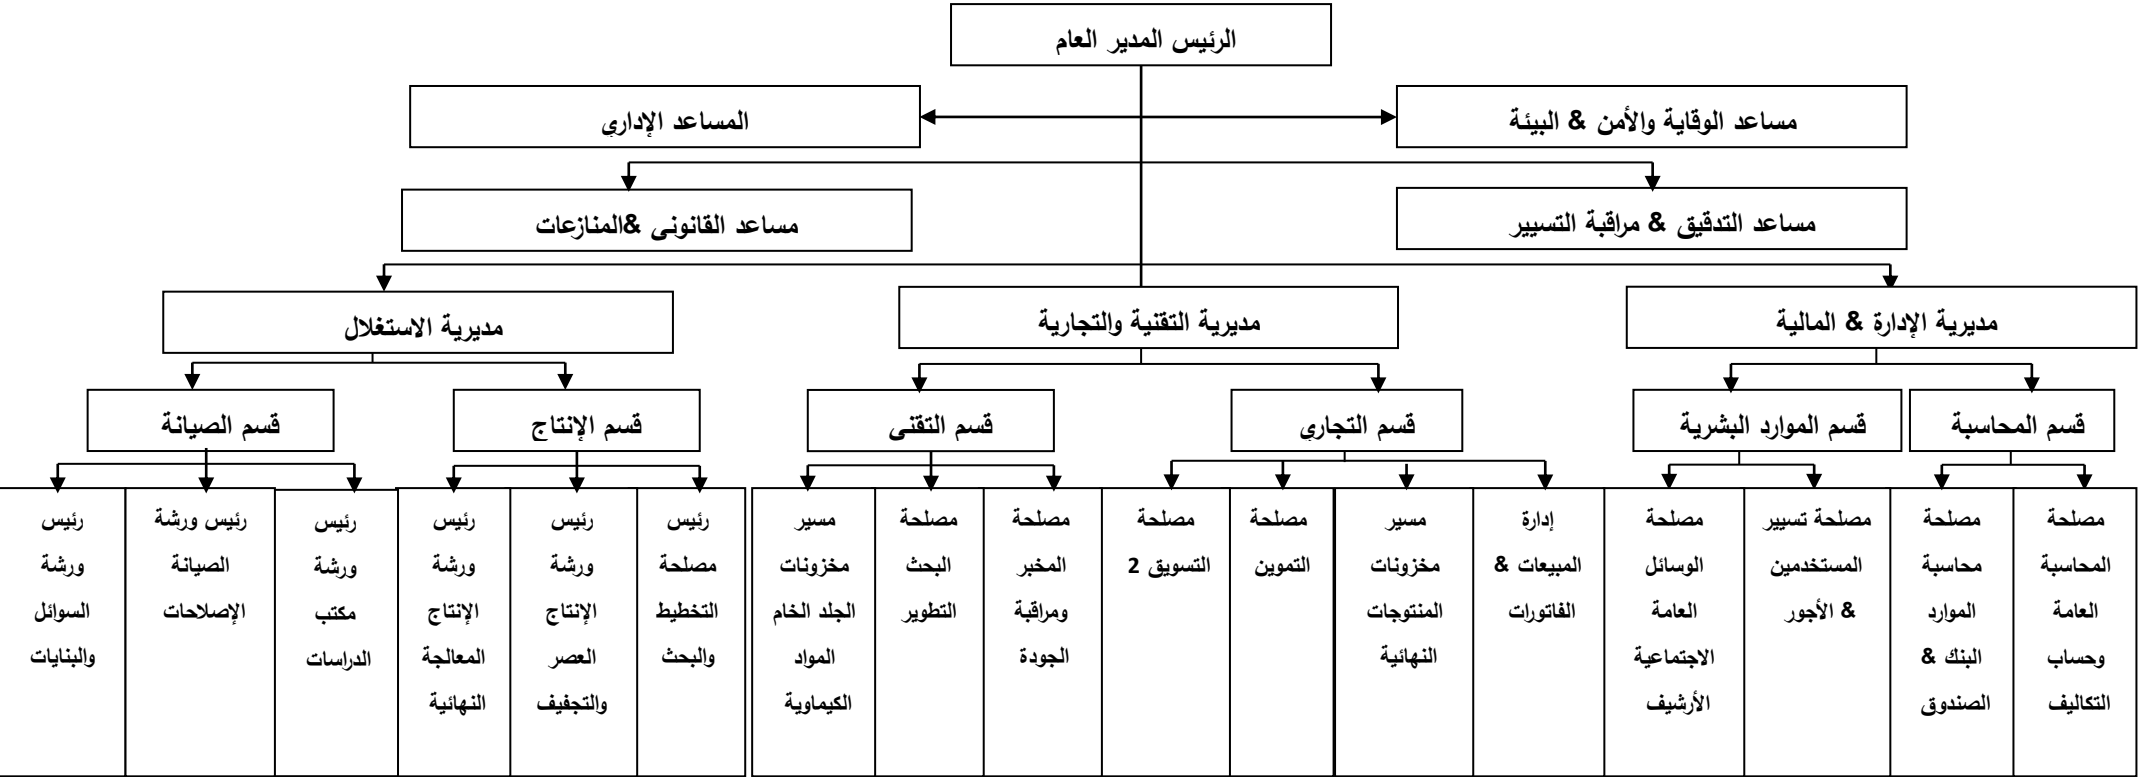 الرئيس المدير العام
مساعد الوقاية والأمن & البيئة
المساعد الإداري
مساعد التدقيق & مراقبة التسيير
مساعد القانونى &المنازعات
مديرية الإدارة & المالية
مديرية التقنية والتجارية
مديرية الاستغلال
قسم المحاسبة
قسم الموارد البشرية
قسم التجاري
قسم التقنى
قسم الإنتاج
قسم الصيانة
مصلحة
المحاسبة
العامة
وحساب
التكاليف
مصلحة
محاسبة
الموارد
البنك &
الصندوق
مصلحة تسيير
المستخدمين
& الأجور
مصلحة
الوسائل
العامة
الاجتماعية
الأرشيف
إدارة
المبيعات &
الفاتورات
مسير
مخزونات
المنتوجات
النهائية
مصلحة
التموين
مصلحة
التسويق 2
مصلحة
المخبر
ومراقبة
الجودة
مصلحة
البحث
التطوير
مسير
مخزونات
الجلد الخام
المواد
الكيماوية
رئيس
مصلحة
التخطيط
والبحث
رئيس
ورشة
الإنتاج
العصر
والتجفيف
رئيس
ورشة
الإنتاج
المعالجة
النهائية
رئيس
ورشة
مكتب
الدراسات
رئيس ورشة
الصيانة
الإصلاحات
رئيس
ورشة
السوائل
والبنايات